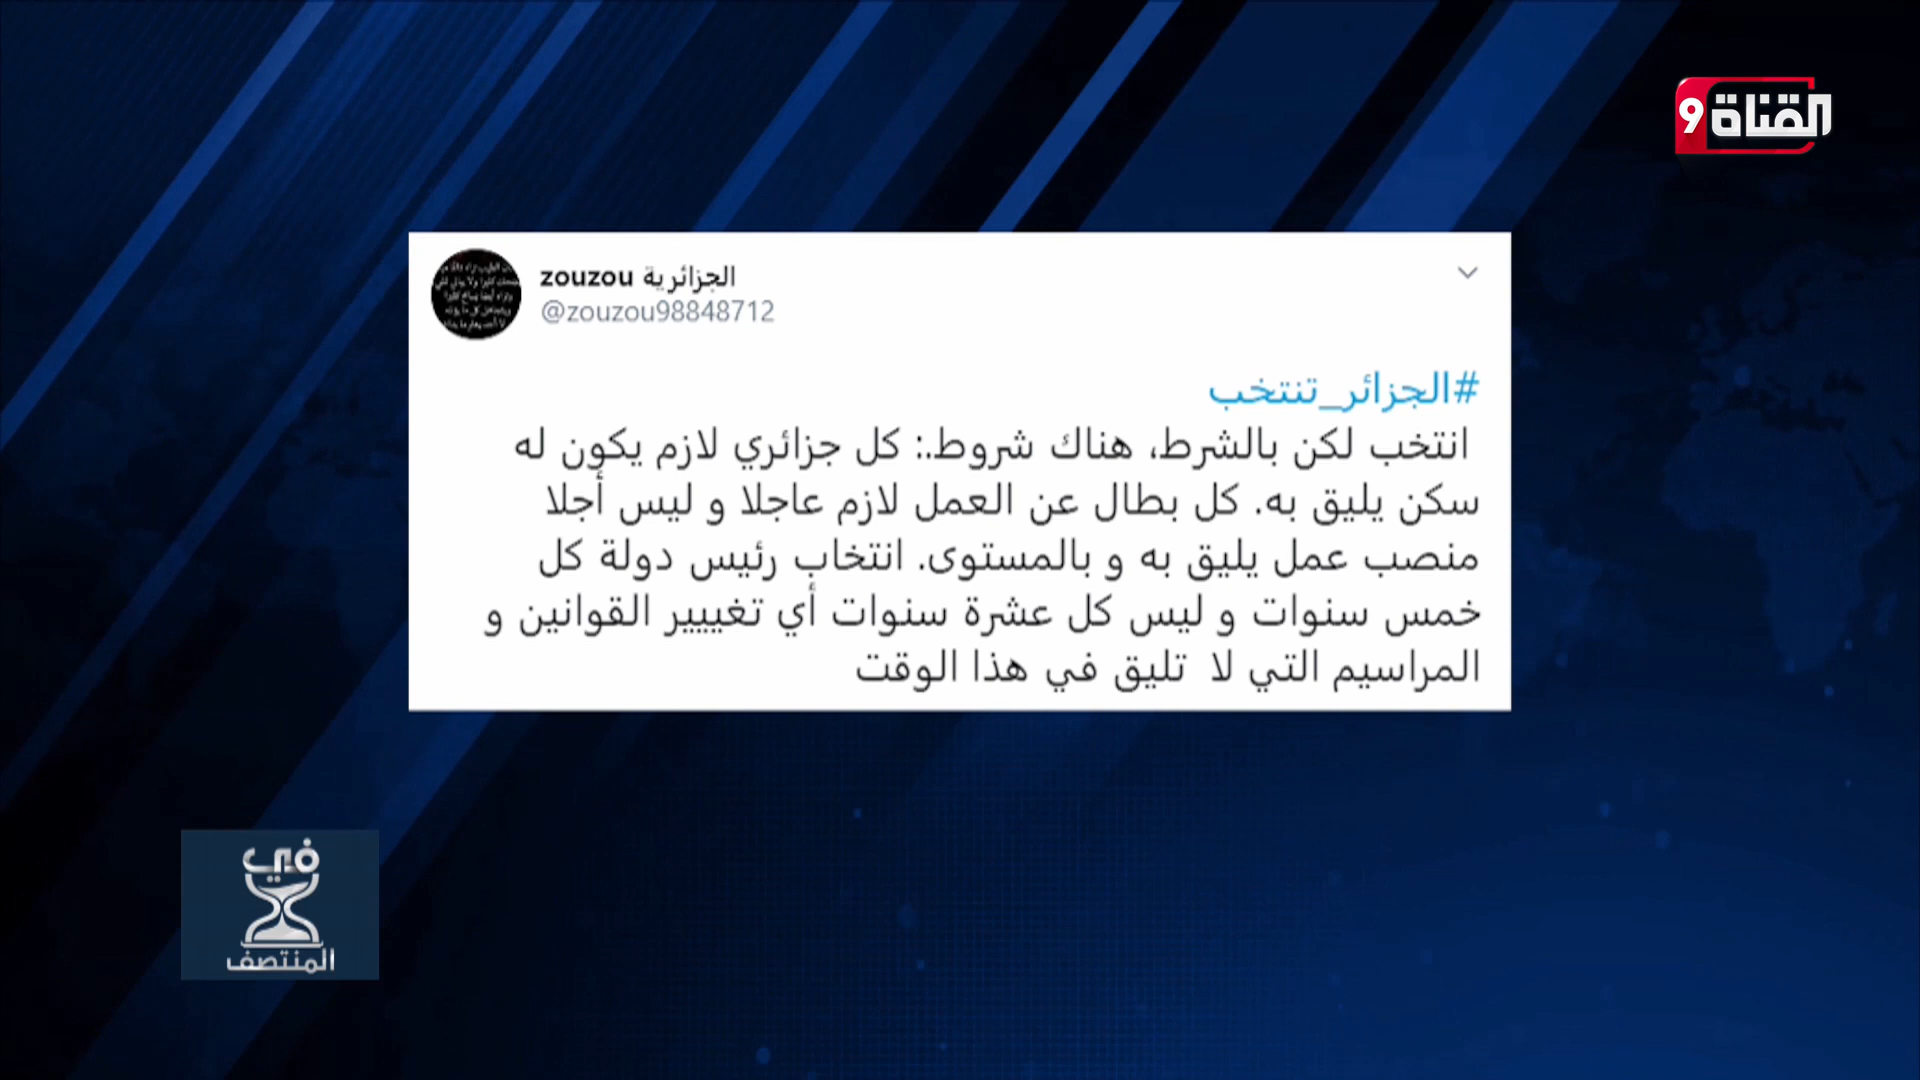 القناة 9
zouzou الجزائرية
@zouzou98848712
#الجزائر_تنتخب
انتخب لكن بالشرط، هناك شروط.: كل جزائري لازم يكون له
سكن يليق به. كل بطال عن العمل لازم عاجلا و ليس أجلا
منصب عمل يليق به و بالمستوى. انتخاب رئيس دولة كل
خمس سنوات و ليس كل عشرة سنوات أي تغييير القوانين و
المراسيم التي لا تليق في هذا الوقت
في
المنتصف